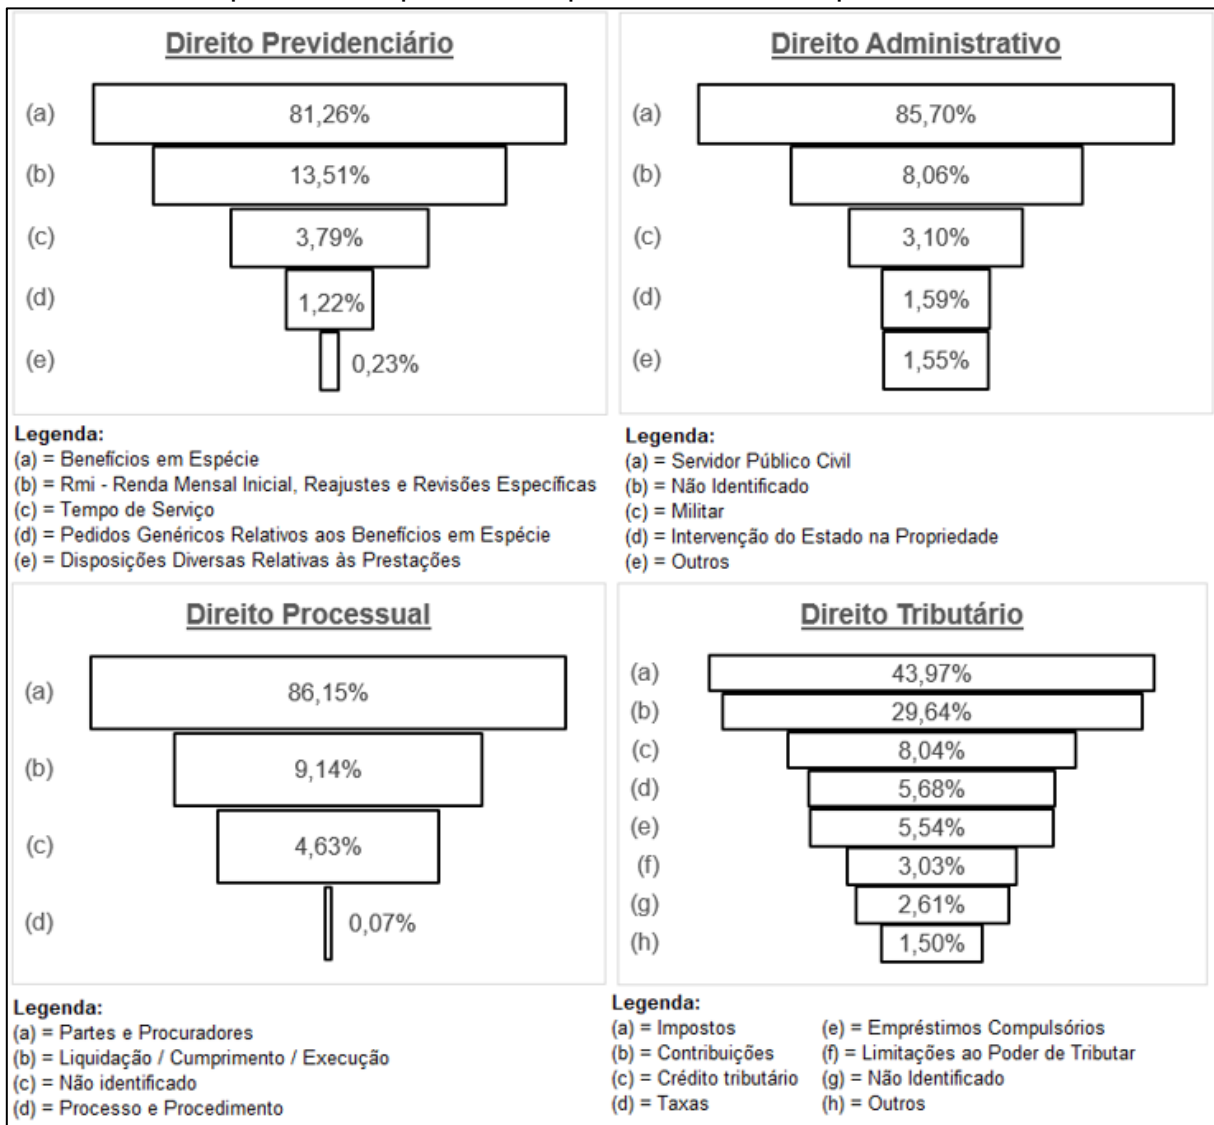 Direito Previdenciário
(a) 81,26%
(b) 13,51%
(c) 3,79%
(d) 1,22%
(e) 0,23%
Legenda:
(a) = Benefícios em Espécie
(b) = Rmi - Renda Mensal Inicial, Reajustes e Revisões Específicas
(c) = Tempo de Serviço
(d) = Pedidos Genéricos Relativos aos Benefícios em Espécie
(e) = Disposições Diversas Relativas às Prestações
Direito Administrativo
(a) 85,70%
(b) 8,06%
(c) 3,10%
(d) 1,59%
(e) 1,55%
Legenda:
(a) = Servidor Público Civil
(b) = Não Identificado
(c) = Militar
(d) = Intervenção do Estado na Propriedade
(e) = Outros
Direito Processual
(a) 86,15%
(b) 9,14%
(c) 4,63%
(d) 0,07%
Legenda:
(a) = Partes e Procuradores
(b) = Liquidação / Cumprimento / Execução
(c) = Não identificado
(d) = Processo e Procedimento
Direito Tributário
(a) 43,97%
(b) 29,64%
(c) 8,04%
(d) 5,68%
(e) 5,54%
(f) 3,03%
(g) 2,61%
(h) 1,50%
Legenda:
(a) = Impostos
(b) = Contribuições
(c) = Crédito tributário
(d) = Taxas
(e) = Empréstimos Compulsórios
(f) = Limitações ao Poder de Tributar
(g) = Não Identificado
(h) = Outros